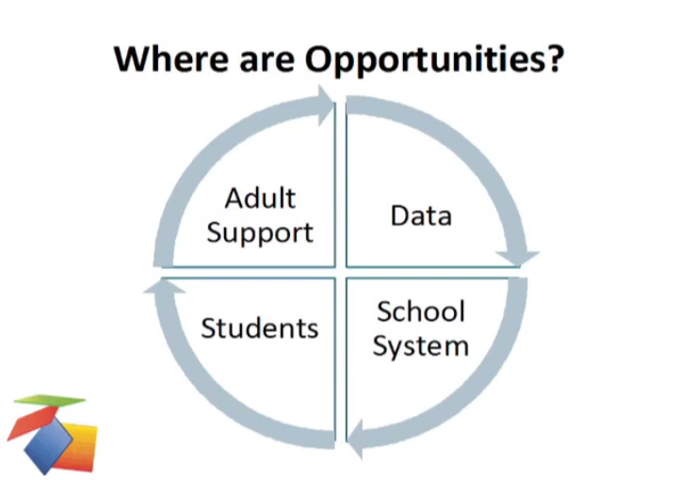 Where are Opportunities?
Adult
Support
Data
Students
School
System